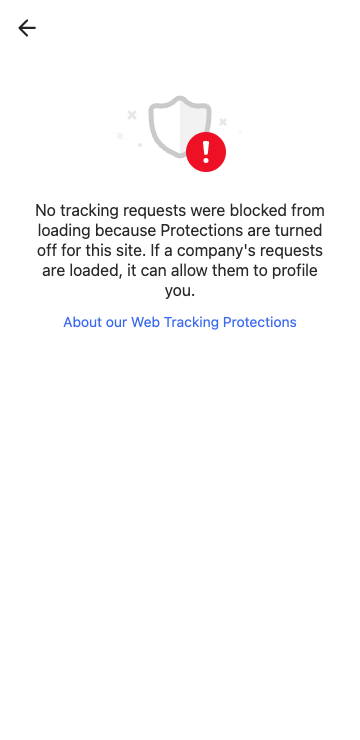 No tracking requests were blocked from
loading because Protections are turned
off for this site. If a company's requests
are loaded, it can allow them to profile
you.
About our Web Tracking Protections